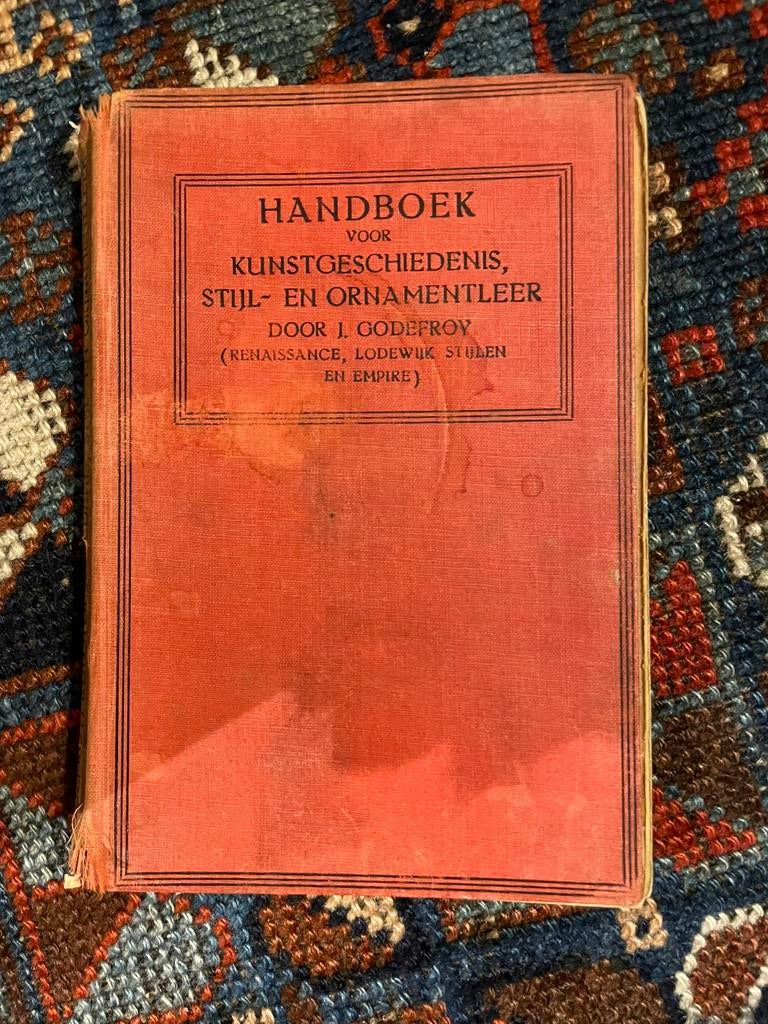 HANDBOEK
VOOR
KUNSTGESCHIEDENIS,
STIJL- EN ORNAMENTLEER
DOOR J. GODEFROY
(RENAISSANCE, LODEWIJK STIJLEN
EN EMPIRE)